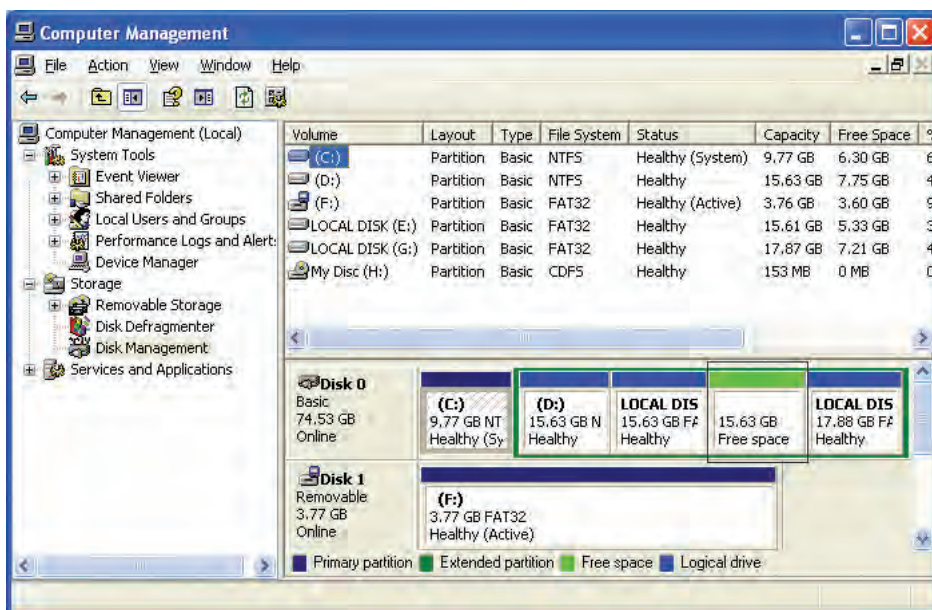 Computer Management
File Action View Window Help
Computer Management (Local)
System Tools
Event Viewer
Shared Folders
Local Users and Groups
Performance Logs and Alert:
Device Manager
Storage
Removable Storage
Disk Defragmenter
Disk Management
Services and Applications
Volume Layout Type File System Status Capacity Free Space
(C:) Partition Basic NTFS Healthy (System) 9.77 GB 6.30 GB
(D:) Partition Basic NTFS Healthy 15.63 GB 7.75 GB
(F:) Partition Basic FAT32 Healthy (Active) 3.76 GB 3.60 GB
LOCAL DISK (E:) Partition Basic FAT32 Healthy 15.61 GB 5.33 GB
LOCAL DISK (G:) Partition Basic FAT32 Healthy 17.87 GB 7.21 GB
My Disc (H:) Partition Basic CDFS Healthy 153 MB 0 MB
Disk 0
Basic
74.53 GB
Online
(C:)
9.77 GB NT
Healthy (Sy
(D:)
15.63 GB N
Healthy
LOCAL DIS
15.63 GB FA
Healthy
15.63 GB
Free space
LOCAL DIS
17.88 GB FA
Healthy
Disk 1
Removable
3.77 GB
Online
(F:)
3.77 GB FAT32
Healthy (Active)
Primary partition Extended partition Free space Logical drive